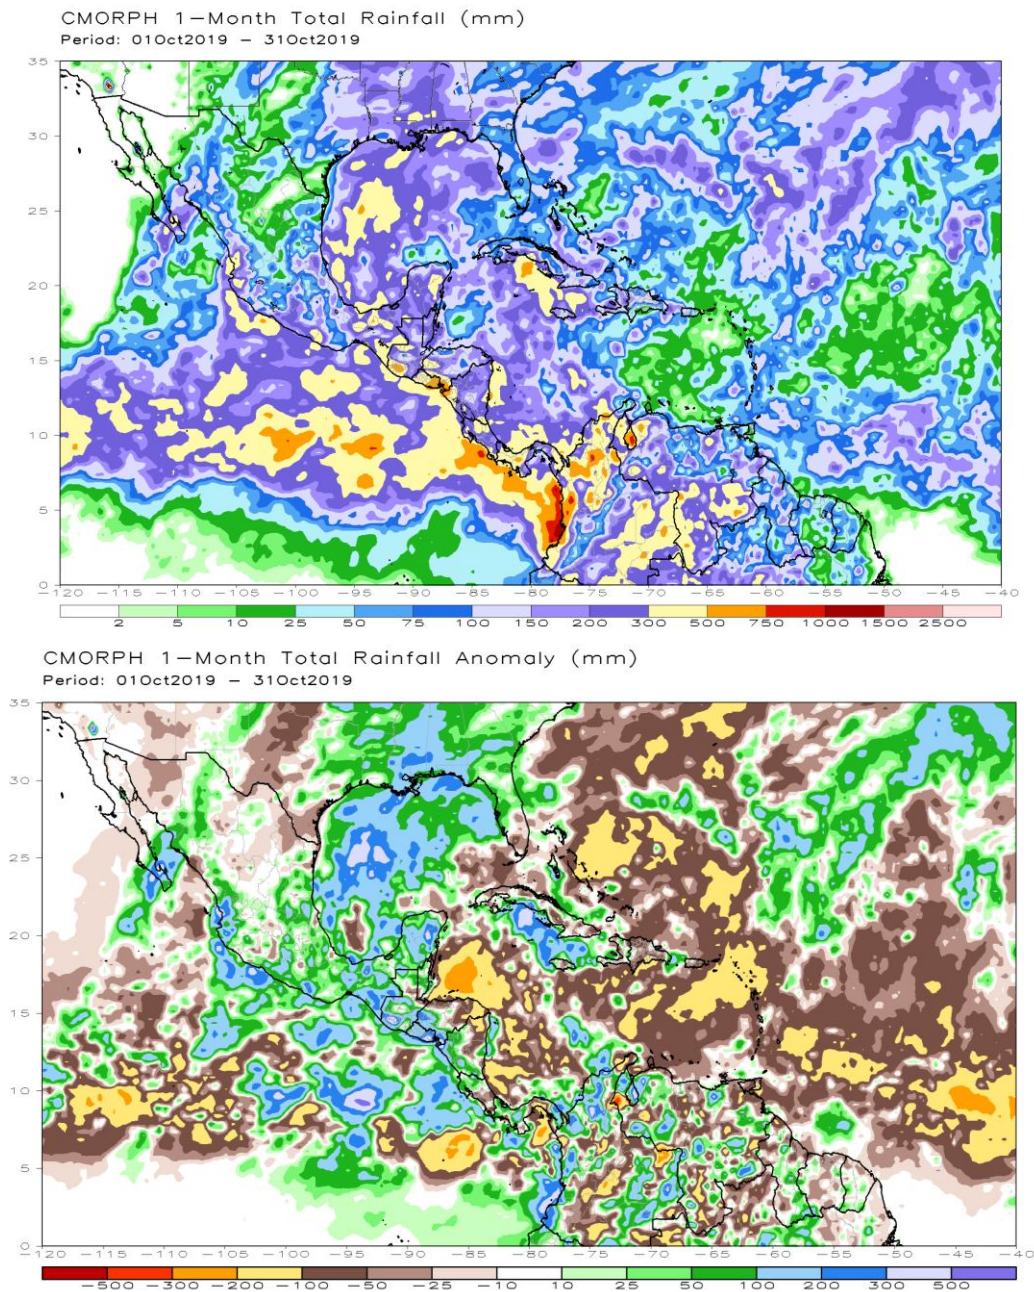 CMORPH 1-Month Total Rainfall (mm)
Period: 01Oct2019 - 31Oct2019
35
30
25
20
15
10
5
0
-120 -115 -110 -105 -100 -95 -90 -85 -80 -75 -70 -65 -60 -55 -50 -45 -40
2 5 10 25 50 75 100 150 200 300 500 750 1000 1500 2500
CMORPH 1-Month Total Rainfall Anomaly (mm)
Period: 01Oct2019 - 31Oct2019
35
30
25
20
15
10
5
0
-120 -115 -110 -105 -100 -95 -90 -85 -80 -75 -70 -65 -60 -55 -50 -45 -40
-500 -300 -200 -100 -50 -25 -10 10 25 50 100 200 300 500